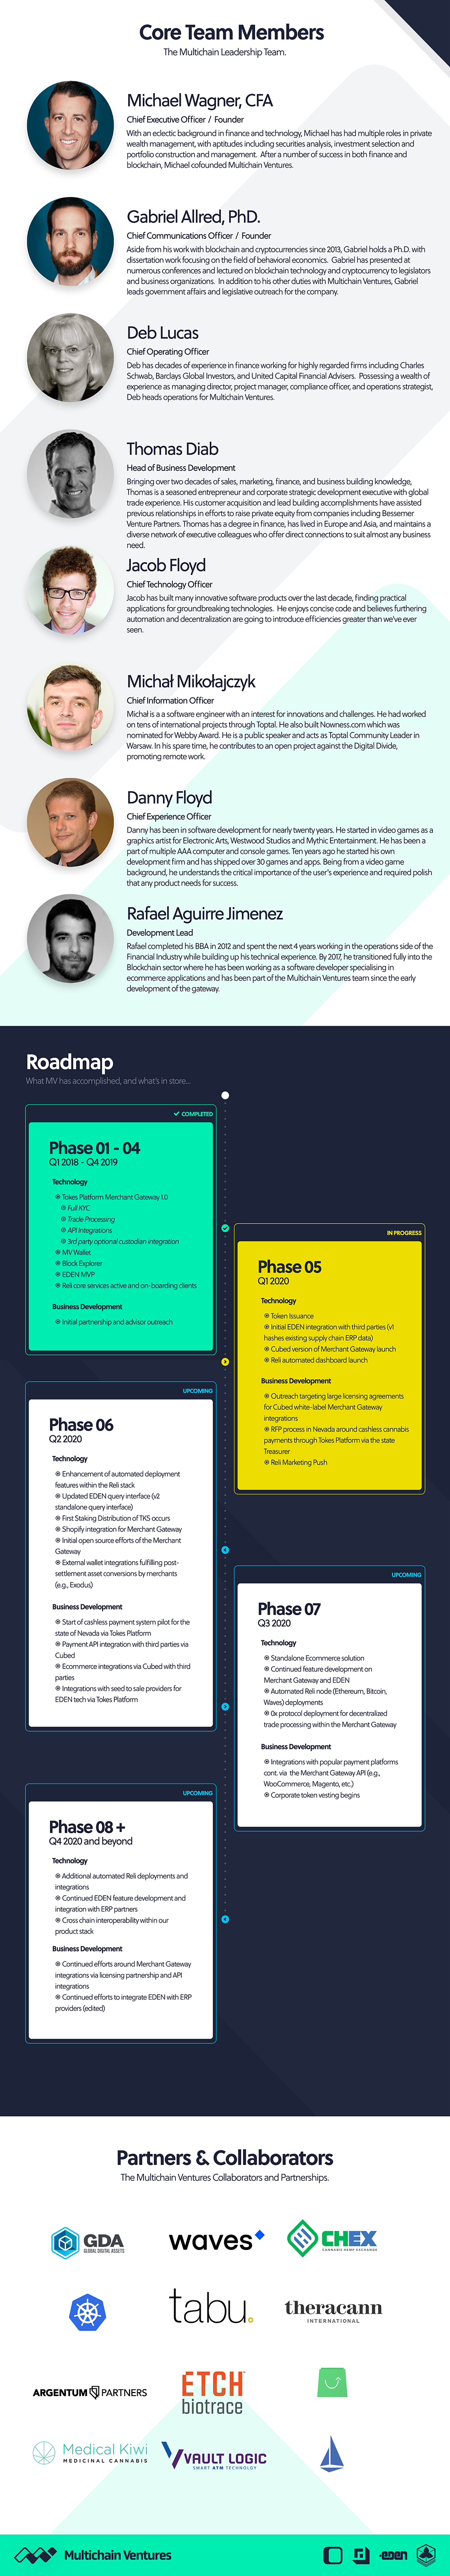 Core Team Members
The Multichain Leadership Team.
Michael Wagner, CFA
Chief Executive Officer / Founder
With an eclectic background in finance and technology, Michael has had multiple roles in private
wealth management, with aptitudes including securities analysis, investment selection and
portfolio construction and management. After a number of success in both finance and
blockchain, Michael cofounded Multichain Ventures.
Gabriel Allred, PhD.
Chief Communications Officer / Founder
Aside from his work with blockchain and cryptocurrencies since 2013, Gabriel holds a Ph.D. with
dissertation work focusing on the field of behavioral economics. Gabriel has presented at
numerous conferences and lectured on blockchain technology and cryptocurrency to legislators
and business organizations. In addition to his other duties with Multichain Ventures, Gabriel
leads government affairs and legislative outreach for the company.
Deb Lucas
Chief Operating Officer
Deb has decades of experience in finance working for highly regarded firms including Charles
Schwab, Barclays Global Investors, and United Capital Financial Advisers. Possessing a wealth of
experience as managing director, project manager, compliance officer, and operations strategist,
Deb heads operations for Multichain Ventures.
Thomas Diab
Head of Business Development
Bringing over two decades of sales, marketing, finance, and business building knowledge,
Thomas is a seasoned entrepreneur and corporate strategic development executive with global
trade experience. His customer acquisition and lead building accomplishments have assisted
previous relationships in efforts to raise private equity from companies including Bessemer
Venture Partners. Thomas has a degree in finance, has lived in Europe and Asia, and maintains a
diverse network of executive colleagues who offer direct connections to suit almost any business
need.
Jacob Floyd
Chief Technology Officer
Jacob has built many innovative software products over the last decade, finding practical
applications for groundbreaking technologies. He enjoys concise code and believes furthering
automation and decentralization are going to introduce efficiencies greater than we've ever
seen.
Michał Mikołajczyk
Chief Information Officer
Michał is a a software engineer with an interest for innovations and challenges. He had worked
on tens of international projects through Toptal. He also built Nowness.com which was
nominated for Webby Award. He is a public speaker and acts as Toptal Community Leader in
Warsaw. In his spare time, he contributes to an open project against the Digital Divide,
promoting remote work.
Danny Floyd
Chief Experience Officer
Danny has been in software development for nearly twenty years. He started in video games as a
graphics artist for Electronic Arts, Westwood Studios and Mythic Entertainment. He has been a
part of multiple AAA computer and console games. Ten years ago he started his own
development firm and has shipped over 30 games and apps. Being from a video game
background, he understands the critical importance of the user's experience and required polish
that any product needs for success.
Rafael Aguirre Jimenez
Development Lead
Rafael completed his BBA in 2012 and spent the next 4 years working in the operations side of the
Financial Industry while building up his technical experience. By 2017, he transitioned fully into the
Blockchain sector where he has been working as a software developer specialising in
ecommerce applications and has been part of the Multichain Ventures team since the early
development of the gateway.
Roadmap
What MV has accomplished, and what's in store...
COMPLETED
Phase 01 - 04
Q1 2018 - Q4 2019
Technology
Tokes Platform Merchant Gateway 1.0
Full KYC
Trade Processing
API Integrations
3rd party optional custodian integration
MV Wallet
Block Explorer
EDEN MVP
Reli core services active and on-boarding clients
Business Development
Initial partnership and advisor outreach
IN PROGRESS
Phase 05
Q1 2020
Technology
Token Issuance
Initial EDEN integration with third parties (v1
hashes existing supply chain ERP data)
Cubed version of Merchant Gateway launch
Reli automated dashboard launch
Business Development
Outreach targeting large licensing agreements
for Cubed white-label Merchant Gateway
integrations
RFP process in Nevada around cashless cannabis
payments through Tokes Platform via the state
Treasurer
Reli Marketing Push
UPCOMING
Phase 06
Q2 2020
Technology
Enhancement of automated deployment
features within the Reli stack
Updated EDEN query interface (v2
standalone query interface)
First Staking Distribution of TKS occurs
Shopify integration for Merchant Gateway
Initial open source efforts of the Merchant
Gateway
External wallet integrations fulfilling post-
settlement asset conversions by merchants
(e.g., Exodus)
Business Development
Start of cashless payment system pilot for the
state of Nevada via Tokes Platform
Payment API integration with third parties via
Cubed
Ecommerce integrations via Cubed with third
parties
Integrations with seed to sale providers for
EDEN tech via Tokes Platform
UPCOMING
Phase 07
Q3 2020
Technology
Standalone Ecommerce solution
Continued feature development on
Merchant Gateway and EDEN
Automated Reli node (Ethereum, Bitcoin,
Waves) deployments
0x protocol deployment for decentralized
trade processing within the Merchant Gateway
Business Development
Integrations with popular payment platforms
cont. via the Merchant Gateway API (e.g.,
WooCommerce, Magento, etc.)
Corporate token vesting begins
UPCOMING
Phase 08 +
Q4 2020 and beyond
Technology
Additional automated Reli deployments and
integrations
Continued EDEN feature development and
integration with ERP partners
Cross chain interoperability within our
product stack
Business Development
Continued efforts around Merchant Gateway
integrations via licensing partnership and API
integrations
Continued efforts to integrate EDEN with ERP
providers (edited)
Partners & Collaborators
The Multichain Ventures Collaborators and Partnerships.
GDA
GLOBAL DIGITAL ASSETS
waves
CHEX
CANNABIS HEMP EXCHANGE
tabu
theracann
INTERNATIONAL
ARGENTUM PARTNERS
ETCH
biotrace
Medical Kiwi
MEDICINAL CANNABIS
VAULT LOGIC
SMART ATM TECHNOLGY
Multichain Ventures
eden